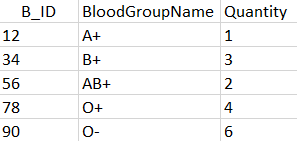 B_ID BloodGroupName Quantity
12 A+ 1
34 B+ 3
56 AB+ 2
78 O+ 4
90 O- 6